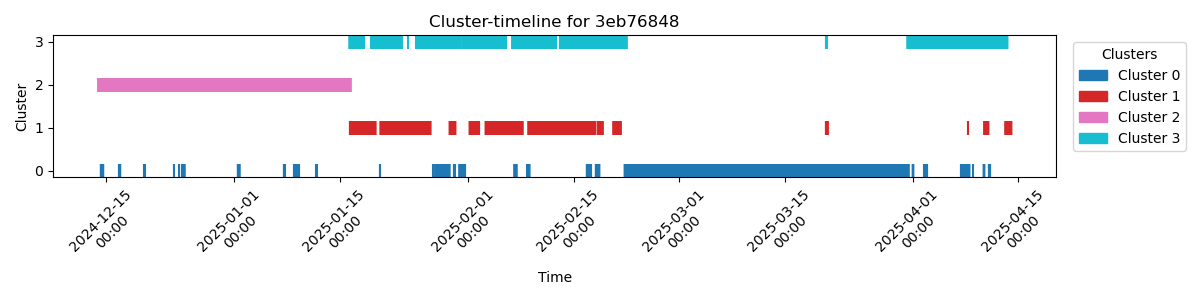 Cluster-timeline for 3eb76848
Cluster
3
2
1
0
2024-12-15
00:00
2025-01-01
00:00
2025-01-15
00:00
2025-02-01
00:00
2025-02-15
00:00
2025-03-01
00:00
2025-03-15
00:00
2025-04-01
00:00
2025-04-15
00:00
Time
Clusters
Cluster 0
Cluster 1
Cluster 2
Cluster 3